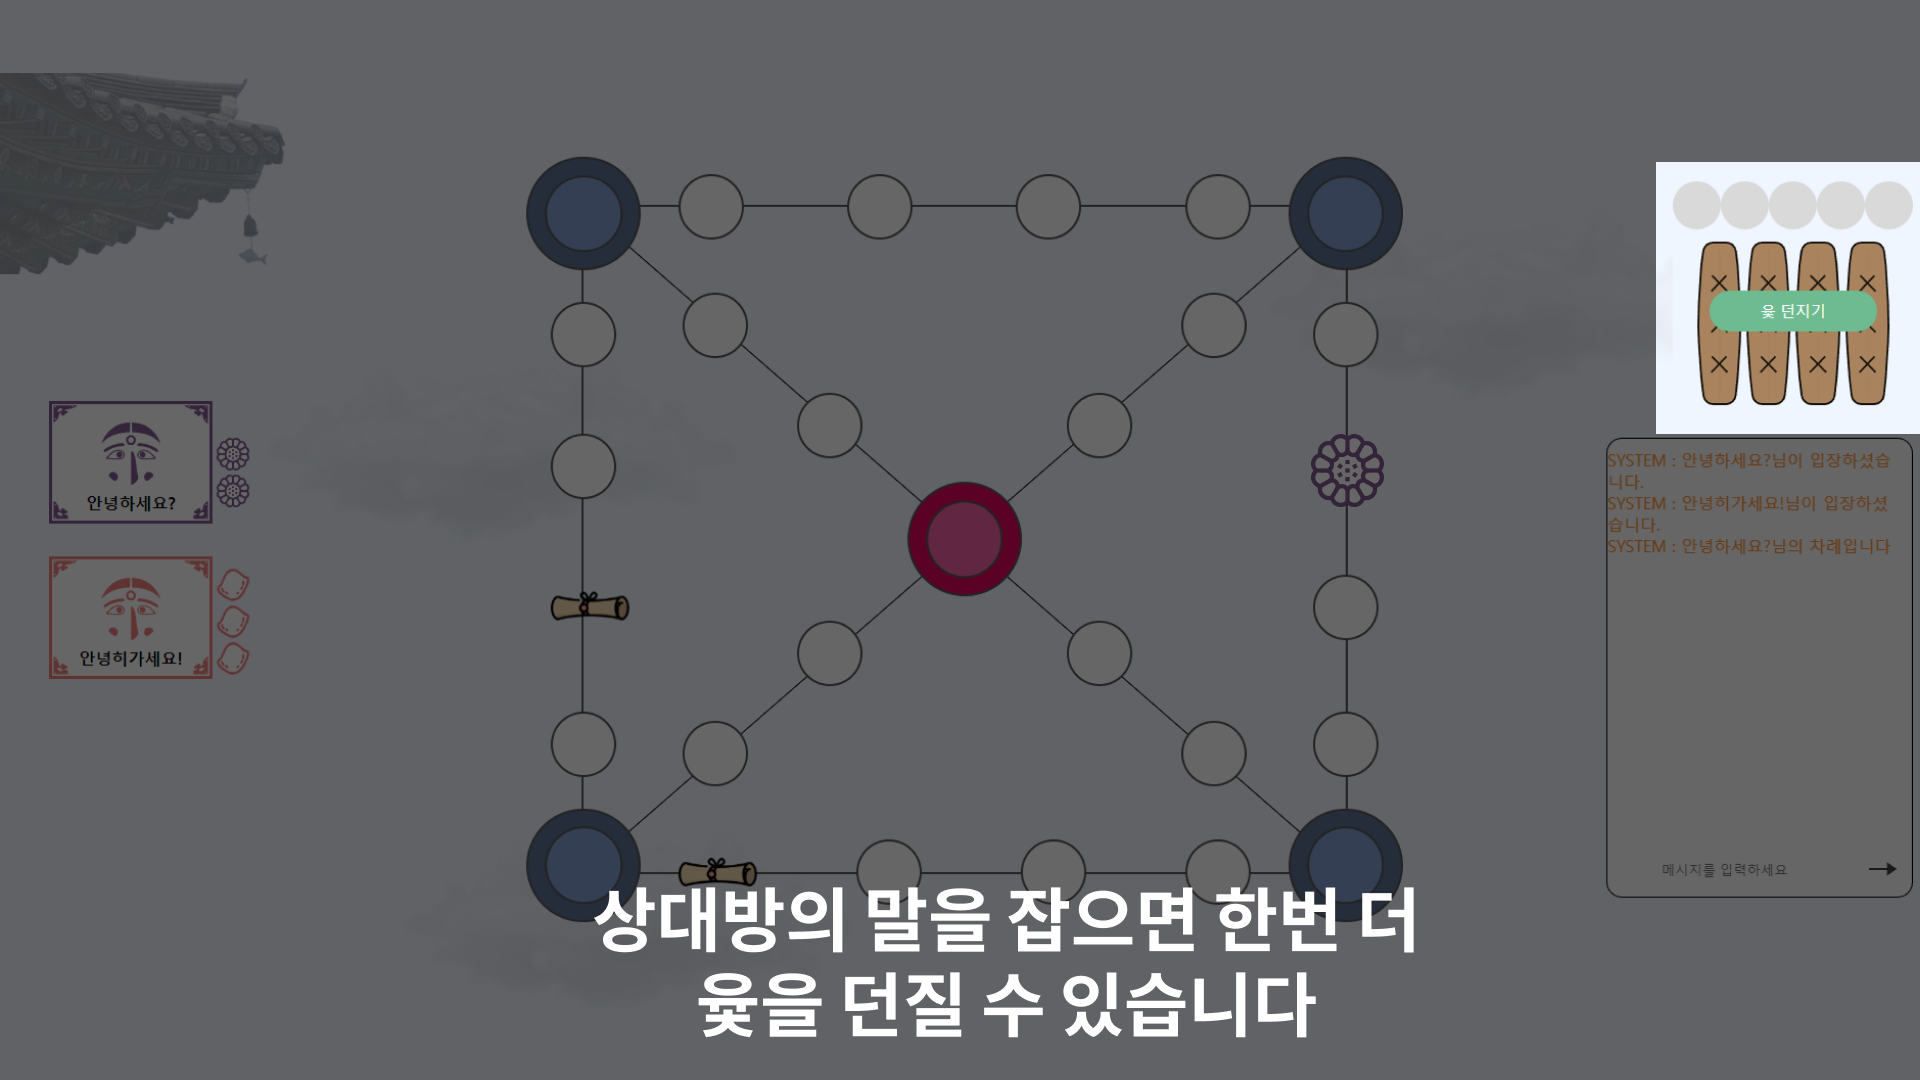 윷 던지기
안녕하세요?
안녕히가세요!
SYSTEM : 안녕하세요?님이 입장하셨습
니다.
SYSTEM : 안녕히가세요!님이 입장하셨
습니다.
SYSTEM : 안녕하세요?님의 차례입니다
메시지를 입력하세요
상대방의 말을 잡으면 한번 더
윷을 던질 수 있습니다